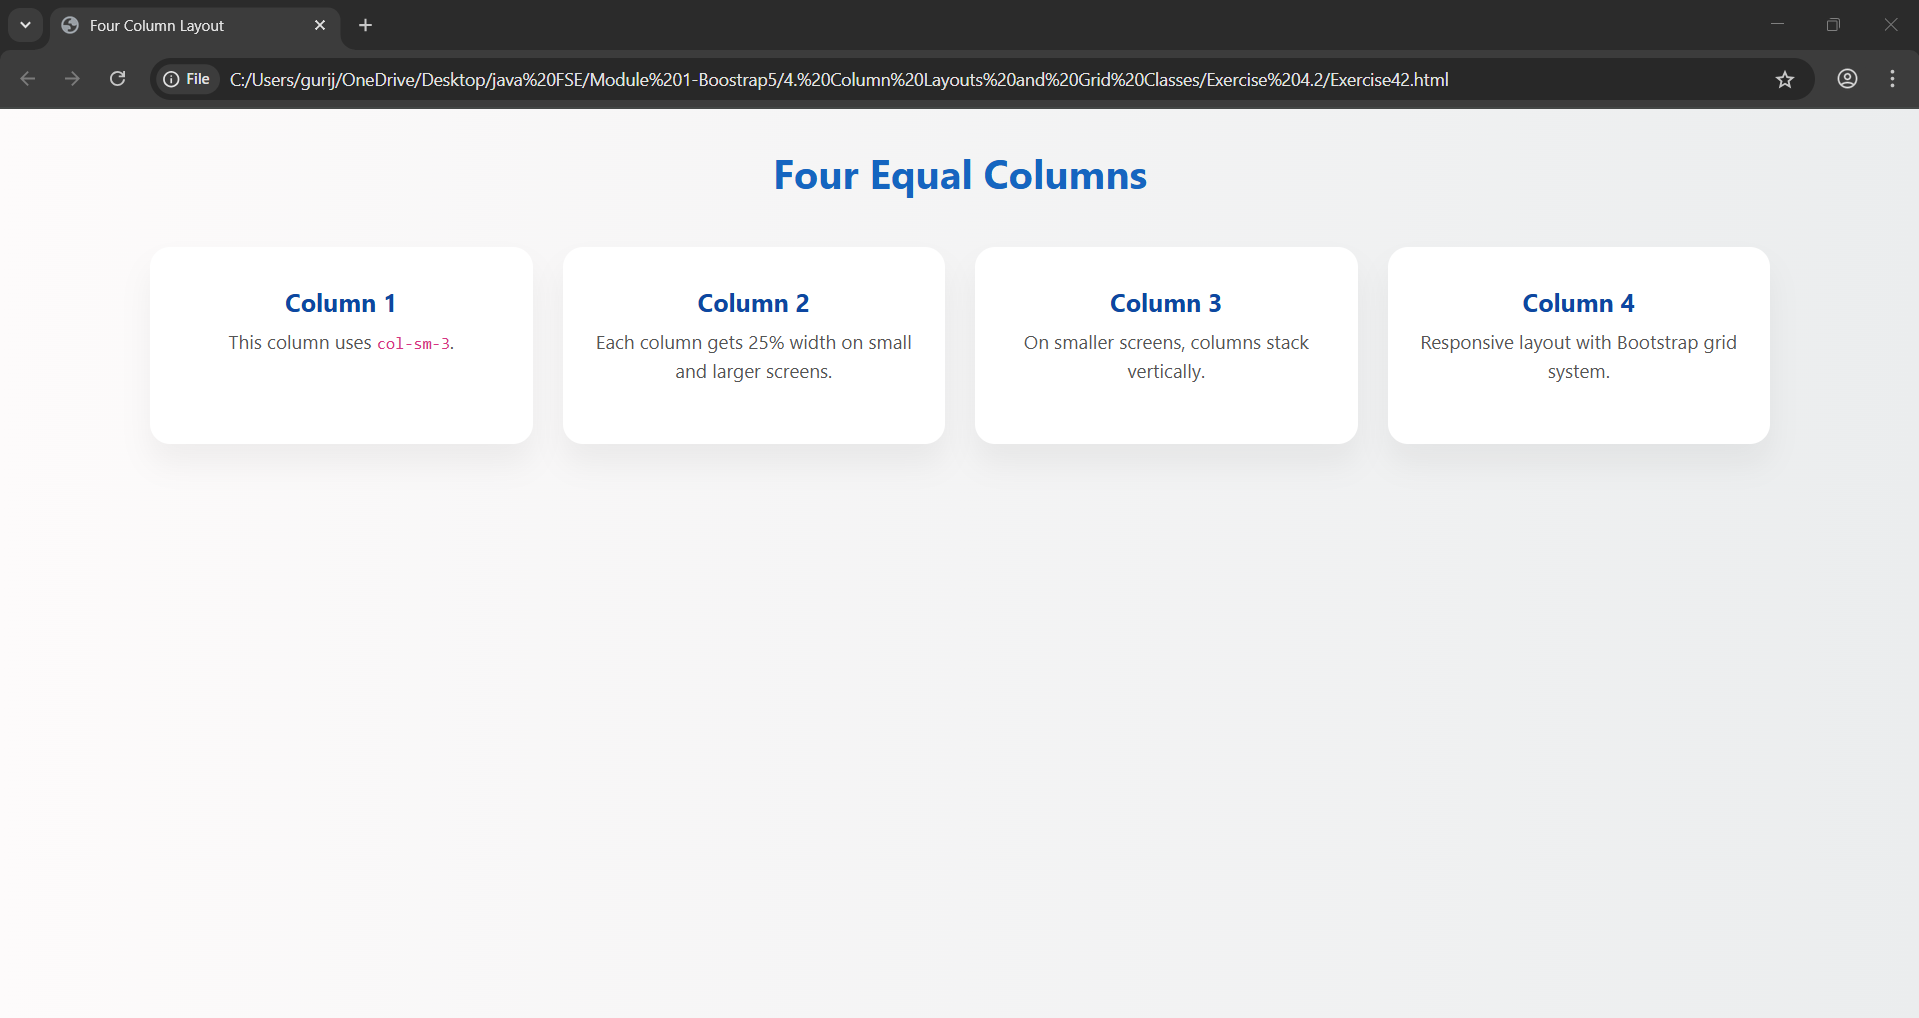 Four Column Layout
File
C:/Users/gurij/OneDrive/Desktop/java%20FSE/Module%201-Boostrap5/4.%20Column%20Layouts%20and%20Grid%20Classes/Exercise%204.2/Exercise42.html
Four Equal Columns
Column 1
This column uses col-sm-3.
Column 2
Each column gets 25% width on small
and larger screens.
Column 3
On smaller screens, columns stack
vertically.
Column 4
Responsive layout with Bootstrap grid
system.